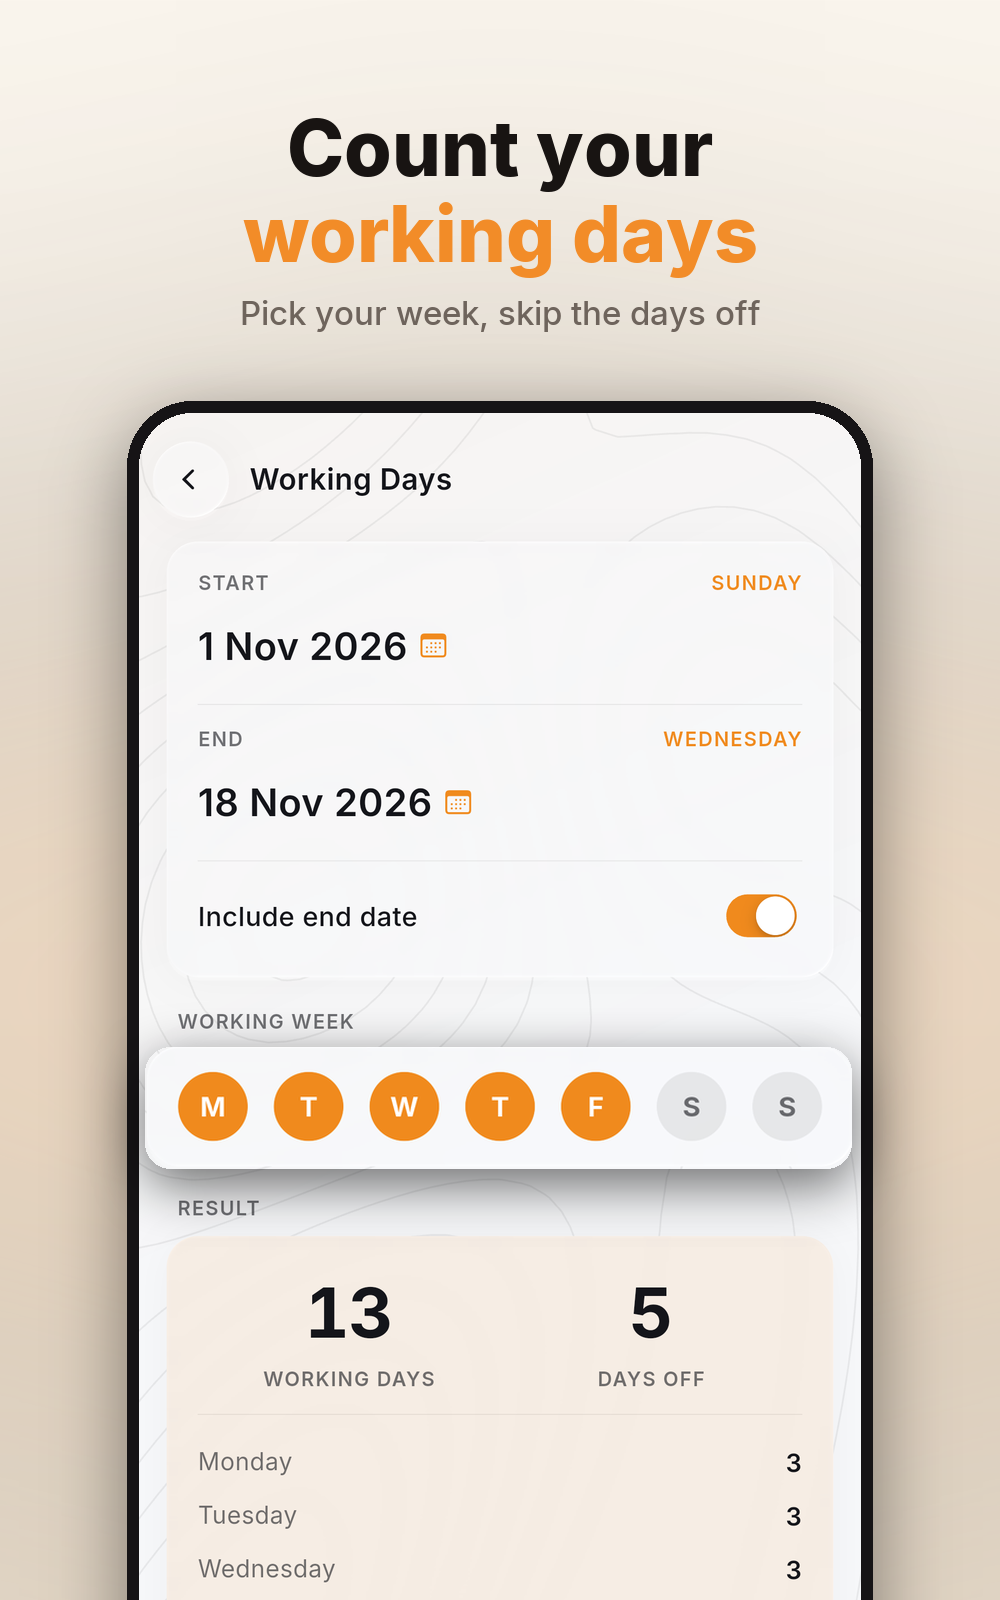 Count your
working days
Pick your week, skip the days off
Working Days
START SUNDAY
1 Nov 2026
END WEDNESDAY
18 Nov 2026
Include end date
WORKING WEEK
M T W T F S S
RESULT
13 5
WORKING DAYS DAYS OFF
Monday 3
Tuesday 3
Wednesday 3